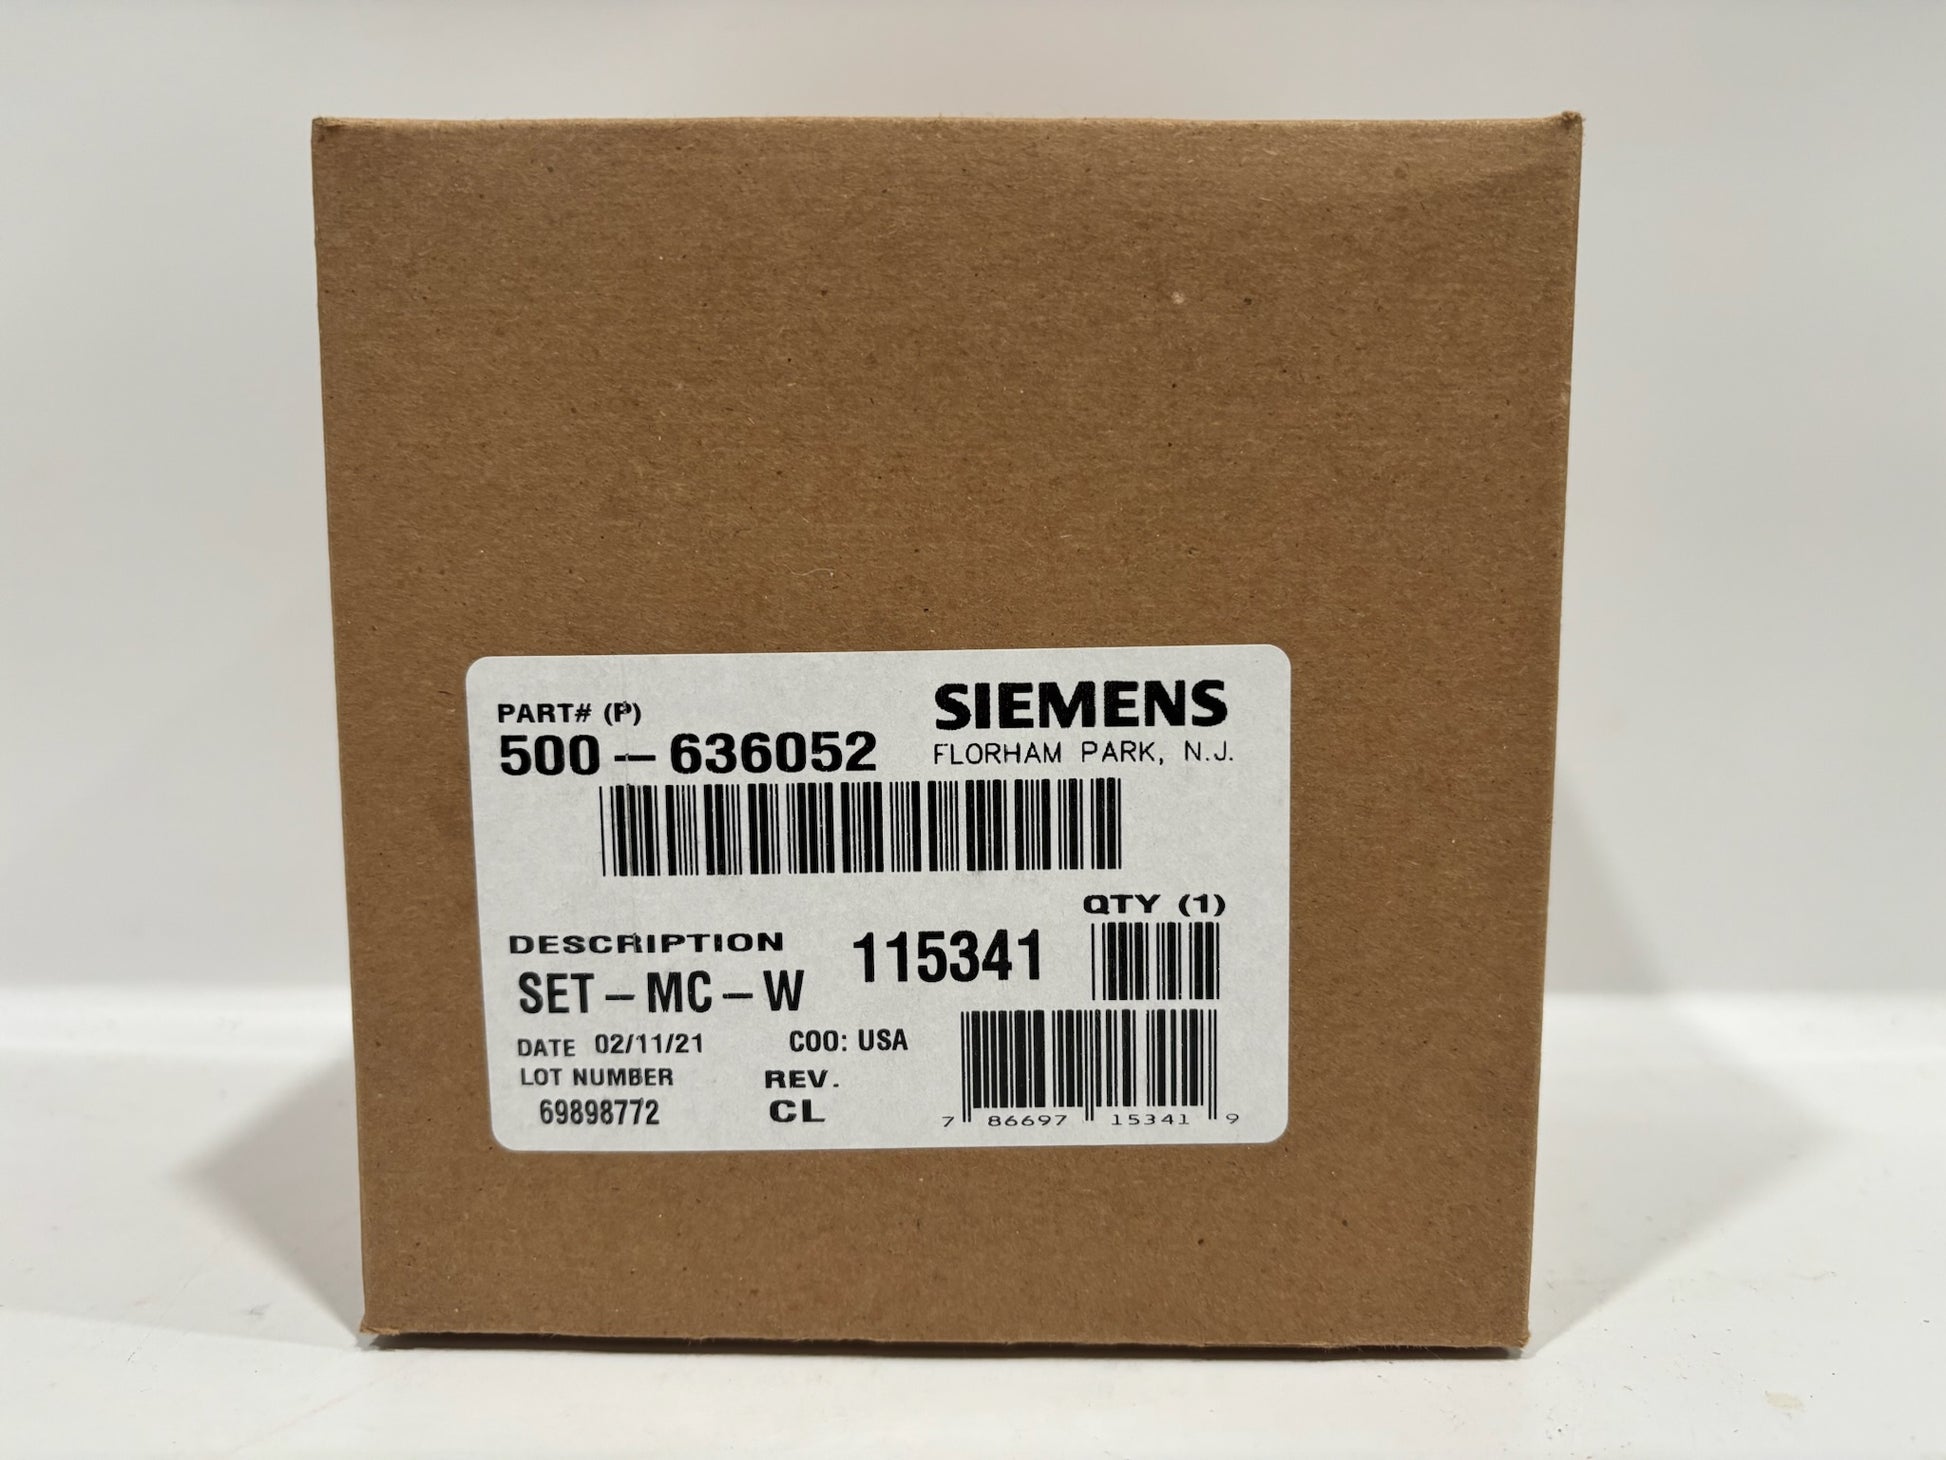 PART# (P)
500-636052
SIEMENS
FLORHAM PARK, N.J.
QTY (1)
DESCRIPTION
SET-MC-W
115341
DATE 02/11/21
COO: USA
LOT NUMBER
69898772
REV.
CL
7 86697 15341 9